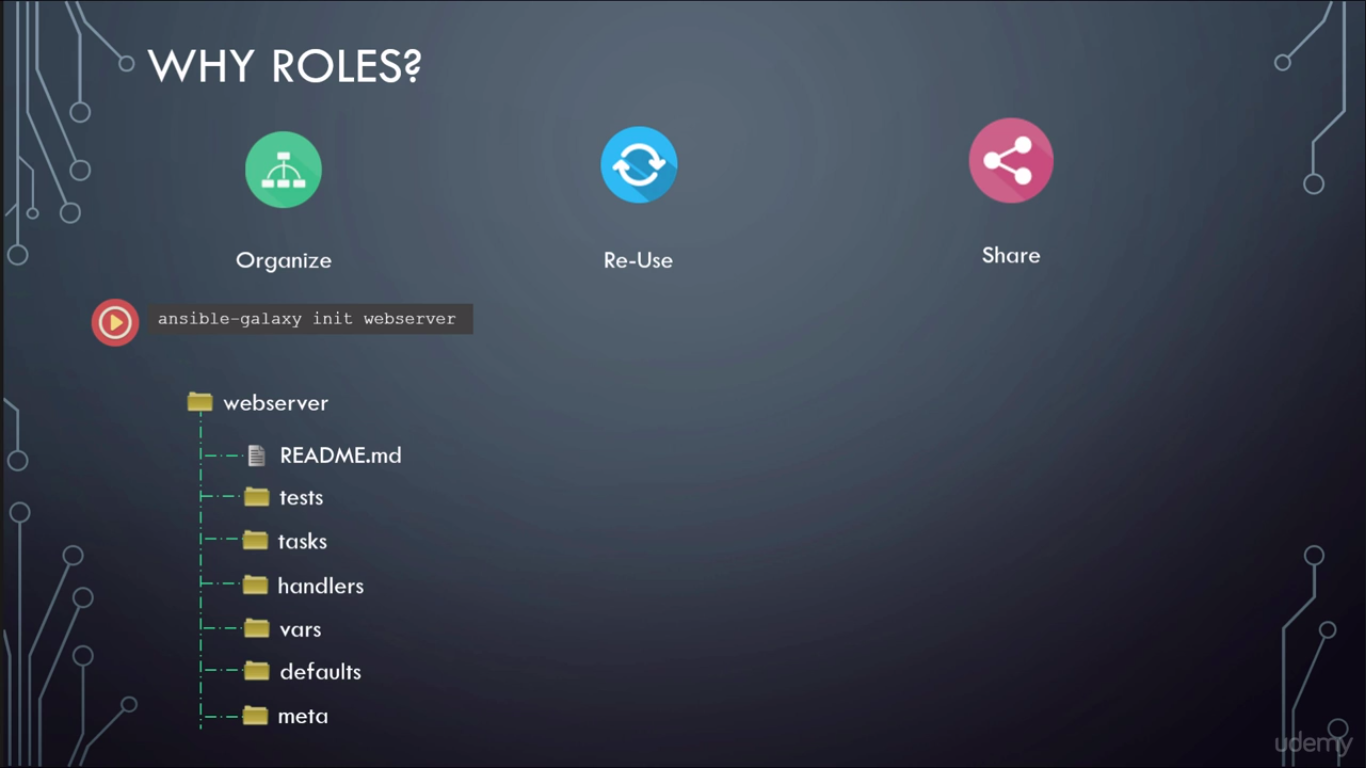 WHY ROLES?
Organize
Re-Use
Share
ansible-galaxy init webserver
webserver
README.md
tests
tasks
handlers
vars
defaults
meta
udemy